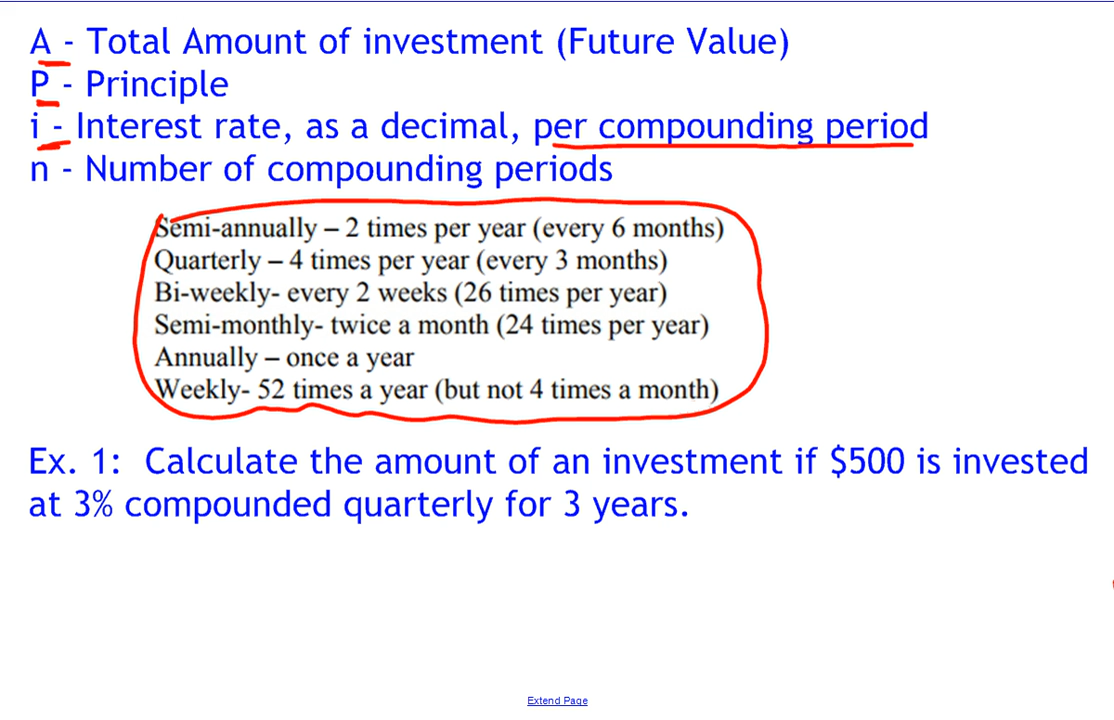 A - Total Amount of investment (Future Value)
P - Principle
i - Interest rate, as a decimal, per compounding period
n - Number of compounding periods
Semi-annually – 2 times per year (every 6 months)
Quarterly – 4 times per year (every 3 months)
Bi-weekly- every 2 weeks (26 times per year)
Semi-monthly- twice a month (24 times per year)
Annually – once a year
Weekly- 52 times a year (but not 4 times a month)
Ex. 1:  Calculate the amount of an investment if $500 is invested
at 3% compounded quarterly for 3 years.
Extend Page